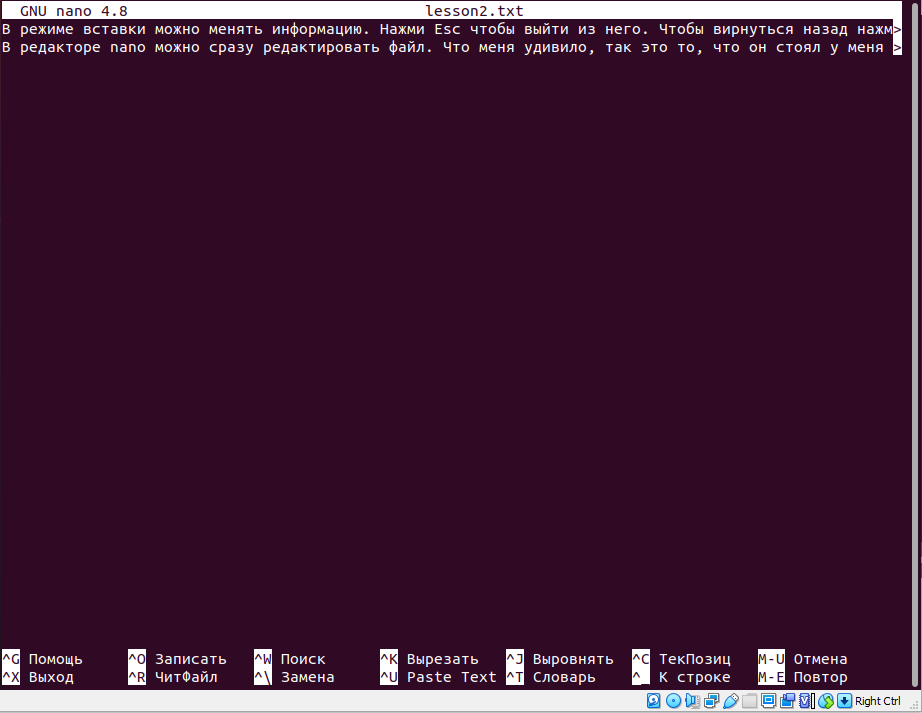 GNU nano 4.8 lesson2.txt
В режиме вставки можно менять информацию. Нажми Esc чтобы выйти из него. Чтобы вирнуться назад нажм>
В редакторе nano можно сразу редактировать файл. Что меня удивило, так это то, что он стоял у меня >
^G Помощь ^O Записать ^W Поиск ^K Вырезать ^J Выровнять ^C ТекПозиц M-U Отмена
^X Выход ^R ЧитФайл ^\ Замена ^U Paste Text ^T Словарь ^_ К строке M-E Повтор
Right Ctrl